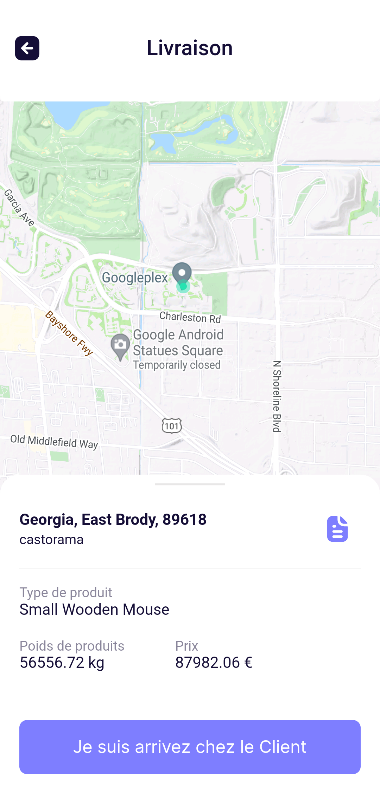 Livraison
Garcia Ave
Googleplex
Charleston Rd
Bayshore Fwy
Google Android
Statues Square
Temporarily closed
N Shoreline Blvd
101
Old Middlefield Way
Georgia, East Brody, 89618
castorama
Type de produit
Small Wooden Mouse
Poids de produits
Prix
56556.72 kg
87982.06 €
Je suis arrivez chez le Client